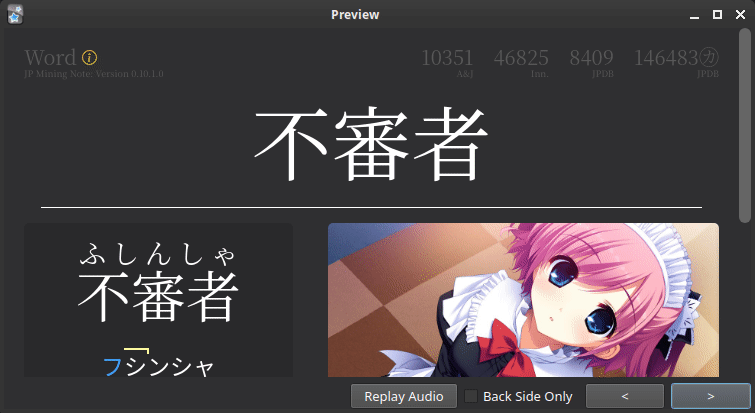 Preview
Word
JP Mining Note: Version 0.10.1.0
10351 46825 8409 146483㋕
A&J Inn. JPDB JPDB
不審者
ふしんしゃ
不審者
フシンシャ
Replay Audio Back Side Only < >